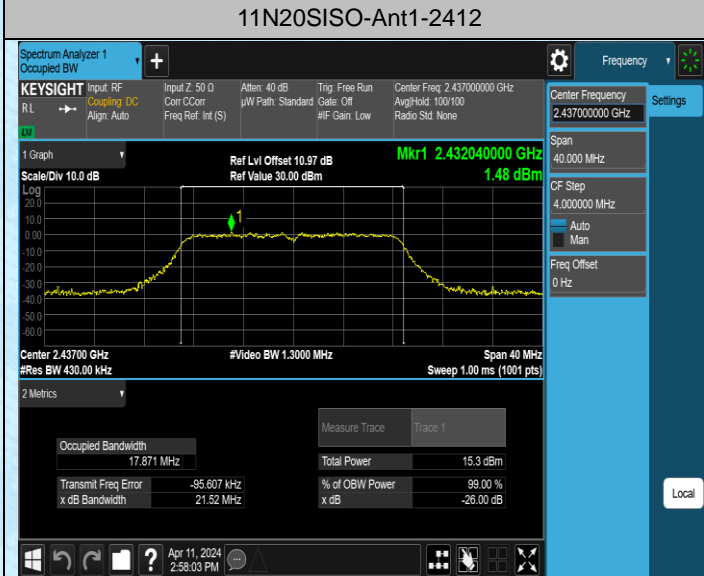 11N20SISO-Ant1-2412
Spectrum Analyzer 1
Occupied BW
Frequency
KEYSIGHT
RL
Input: RF
Coupling: DC
Align: Auto
Input Z: 50 Ω
Corr CCorr
Freq Ref: Int (S)
Atten: 40 dB
µW Path: Standard
Trig: Free Run
Gate: Off
#IF Gain: Low
Center Freq: 2.437000000 GHz
Avg|Hold: 100/100
Radio Std: None
Center Frequency
2.437000000 GHz
Settings
Span
40.000 MHz
CF Step
4.000000 MHz
Auto
Man
Freq Offset
0 Hz
1 Graph
Scale/Div 10.0 dB
Ref Lvl Offset 10.97 dB
Ref Value 30.00 dBm
Mkr1 2.432040000 GHz
1.48 dBm
Log
20.0
10.0
0.00
-10.0
-20.0
-30.0
-40.0
-50.0
-60.0
1
Center 2.43700 GHz
#Video BW 1.3000 MHz
Span 40 MHz
#Res BW 430.00 kHz
Sweep 1.00 ms (1001 pts)
2 Metrics
Measure Trace
Trace 1
Occupied Bandwidth
17.871 MHz
Total Power
15.3 dBm
Transmit Freq Error
-95.607 kHz
% of OBW Power
99.00 %
x dB Bandwidth
21.52 MHz
x dB
-26.00 dB
Local
?
Apr 11, 2024
2:58:03 PM